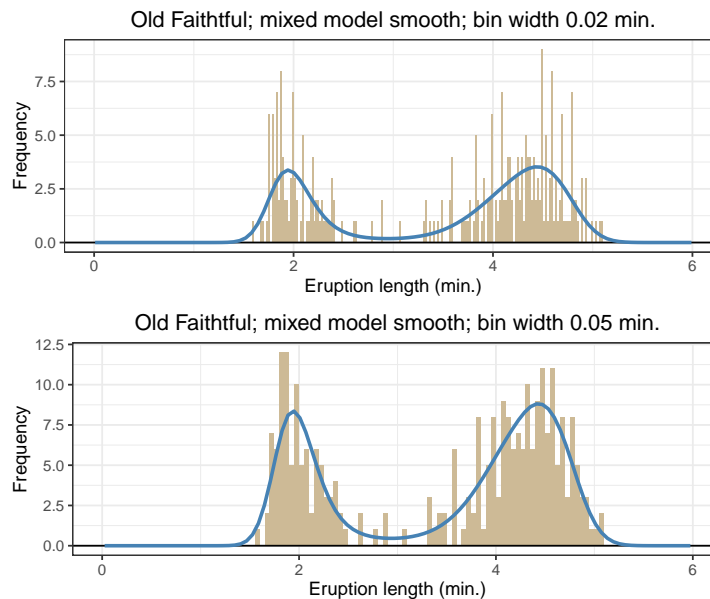 Old Faithtful; mixed model smooth; bin width 0.02 min.
Frequency
7.5
5.0
2.5
0.0
0 2 4 6
Eruption length (min.)
Old Faithtful; mixed model smooth; bin width 0.05 min.
Frequency
12.5
10.0
7.5
5.0
2.5
0.0
0 2 4 6
Eruption length (min.)